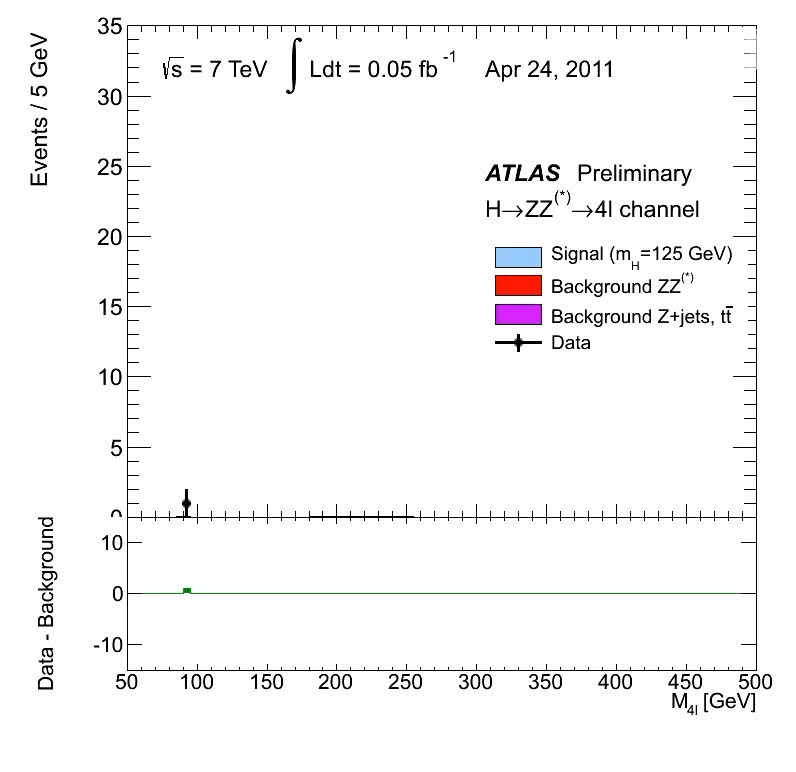 35
30
25
20
15
10
5
0
Events / 5 GeV
√s = 7 TeV ∫ Ldt = 0.05 fb⁻¹ Apr 24, 2011
ATLAS Preliminary
H→ZZ(*)→4l channel
Signal (mH=125 GeV)
Background ZZ(*)
Background Z+jets, tt̄
Data
10
0
-10
Data - Background
50 100 150 200 250 300 350 400 450 500
M4l [GeV]